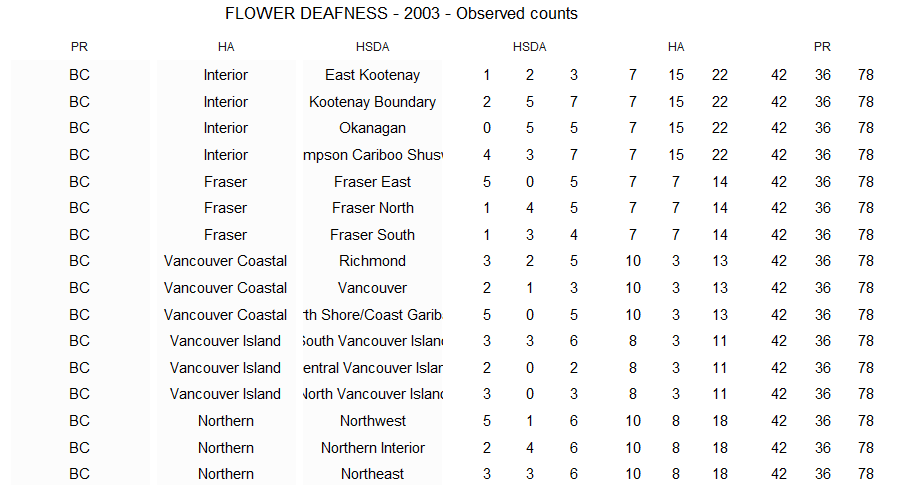 FLOWER DEAFNESS - 2003 - Observed counts
PR HA HSDA HSDA HA PR
BC Interior East Kootenay 1 2 3 7 15 22 42 36 78
BC Interior Kootenay Boundary 2 5 7 7 15 22 42 36 78
BC Interior Okanagan 0 5 5 7 15 22 42 36 78
BC Interior mpson Cariboo Shusw 4 3 7 7 15 22 42 36 78
BC Fraser Fraser East 5 0 5 7 7 14 42 36 78
BC Fraser Fraser North 1 4 5 7 7 14 42 36 78
BC Fraser Fraser South 1 3 4 7 7 14 42 36 78
BC Vancouver Coastal Richmond 3 2 5 10 3 13 42 36 78
BC Vancouver Coastal Vancouver 2 1 3 10 3 13 42 36 78
BC Vancouver Coastal rth Shore/Coast Gariba 5 0 5 10 3 13 42 36 78
BC Vancouver Island South Vancouver Island 3 3 6 8 3 11 42 36 78
BC Vancouver Island entral Vancouver Islan 2 0 2 8 3 11 42 36 78
BC Vancouver Island North Vancouver Island 3 0 3 8 3 11 42 36 78
BC Northern Northwest 5 1 6 10 8 18 42 36 78
BC Northern Northern Interior 2 4 6 10 8 18 42 36 78
BC Northern Northeast 3 3 6 10 8 18 42 36 78